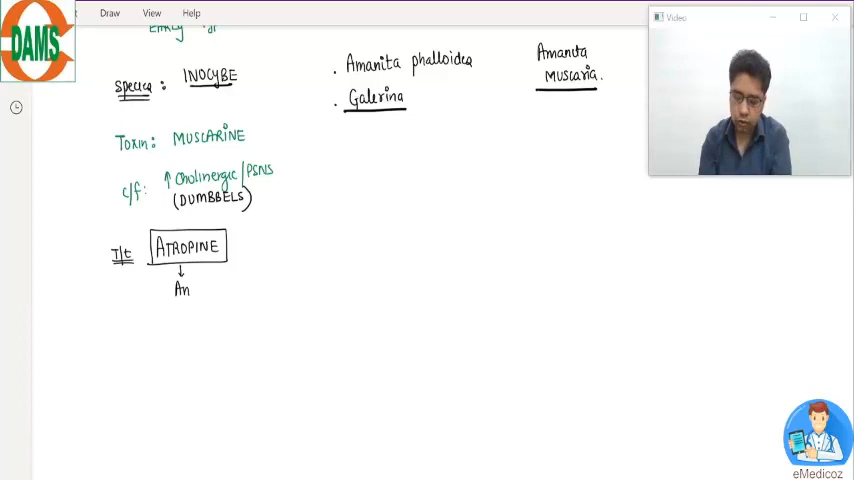 Draw View Help
DAMS
Video
Species : INOCYBE
. Amanita phalloidea
. Galerina
Amanita
Muscaria.
Toxin: MUSCARINE
c/f: ↑ Cholinergic/PSNS
(DUMBBELS)
T/t ATROPINE
↓
An
eMedicoz